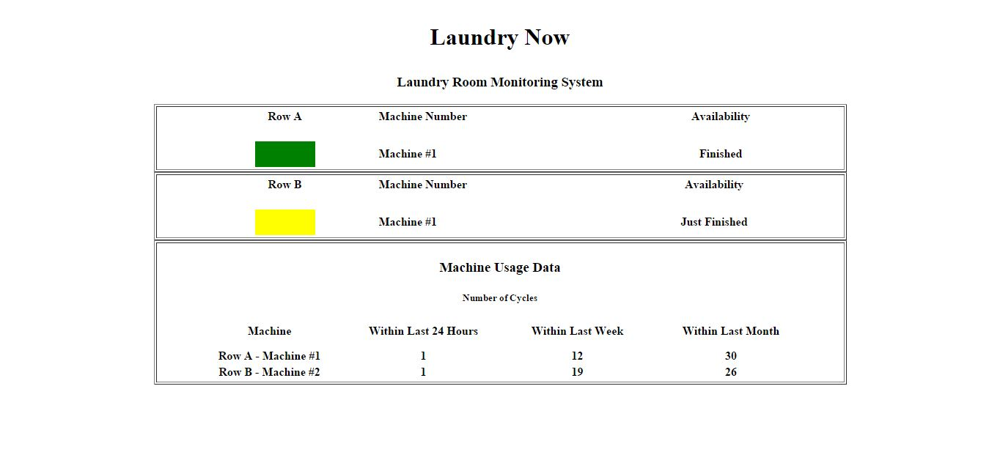 Laundry Now
Laundry Room Monitoring System
Row A Machine Number Availability
Machine #1 Finished
Row B Machine Number Availability
Machine #1 Just Finished
Machine Usage Data
Number of Cycles
Machine Within Last 24 Hours Within Last Week Within Last Month
Row A - Machine #1 1 12 30
Row B - Machine #2 1 19 26